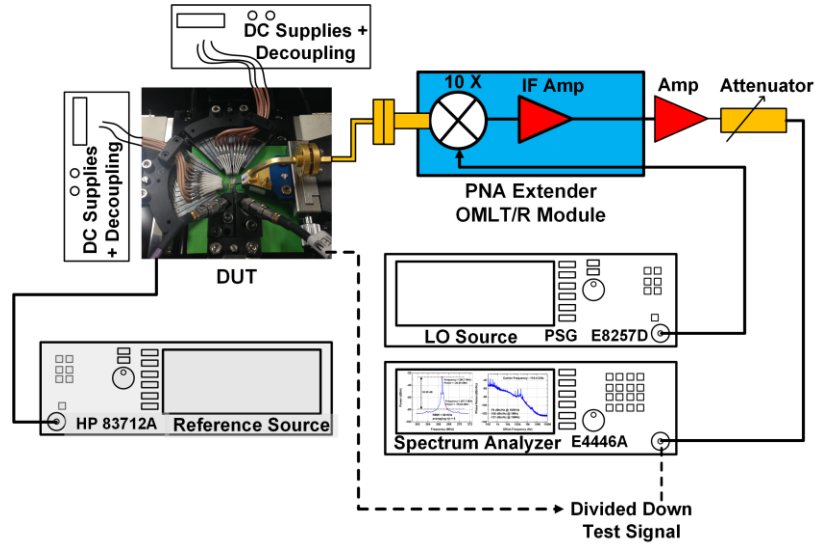 DC Supplies +
Decoupling
DC Supplies
+ Decoupling
DUT
10 X
IF Amp
Amp
Attenuator
PNA Extender
OMLT/R Module
LO Source PSG E8257D
HP 83712A Reference Source
Spectrum Analyzer E4446A
Divided Down
Test Signal